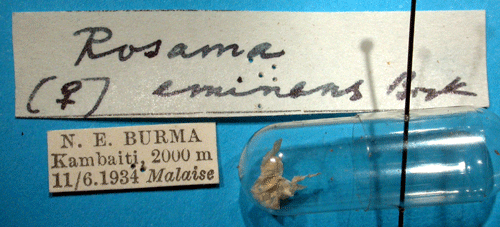 Rosama
(♀) eminens Bryk
N. E. BURMA
Kambaiti, 2000 m
11/6.1934 Malaise